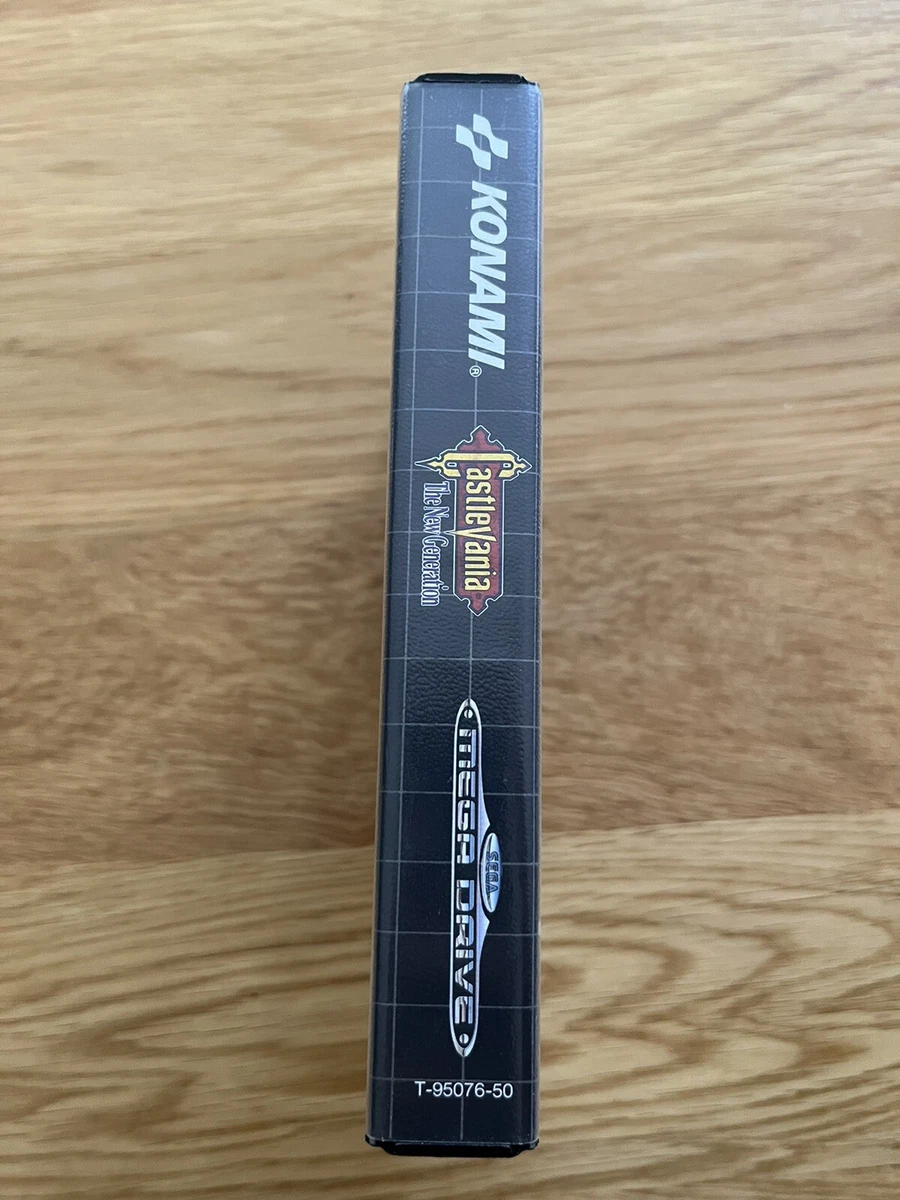 KONAMI®
Castlevania
The New Generation
SEGA
MEGA DRIVE
T-95076-50